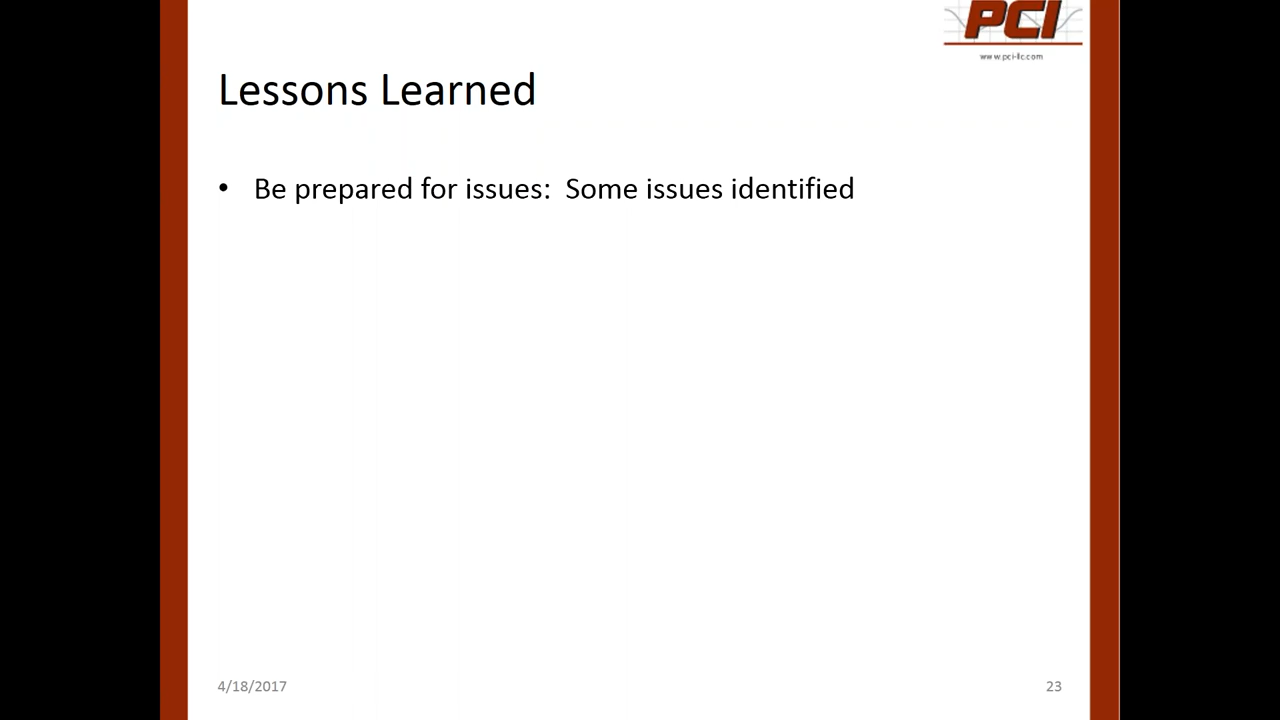 PCI
www.pci-llc.com
Lessons Learned
• Be prepared for issues:  Some issues identified
4/18/2017
23